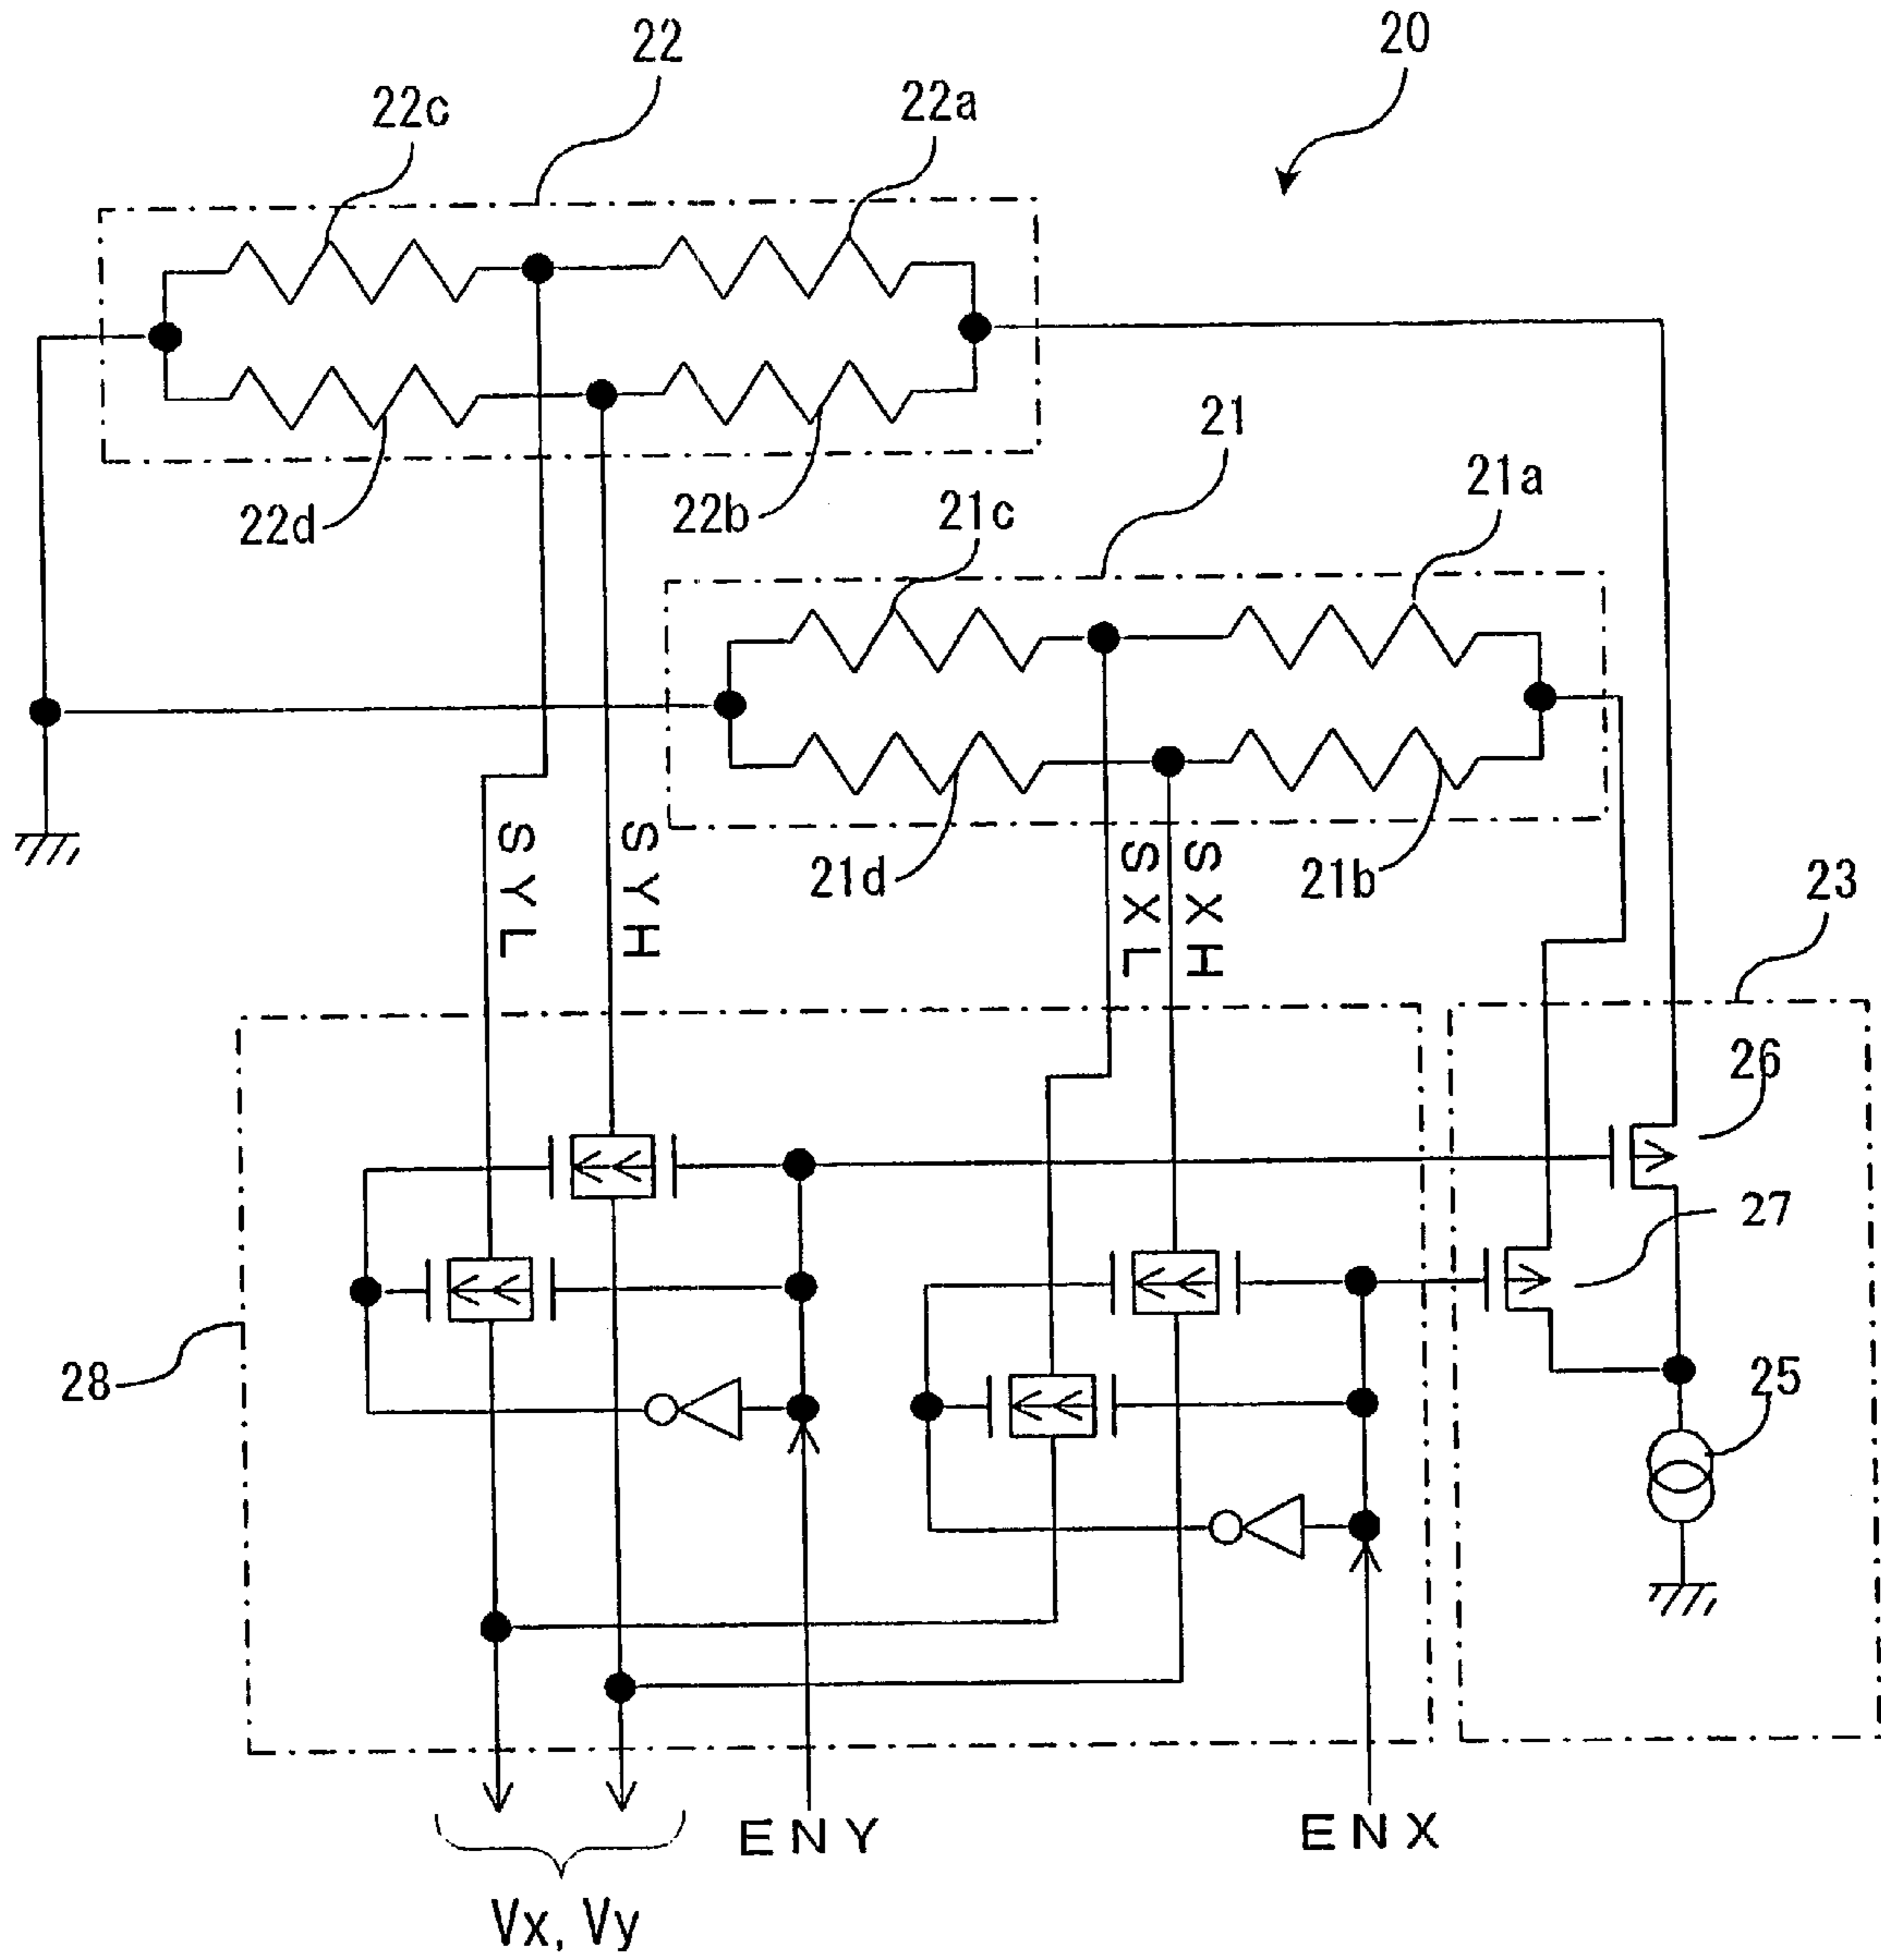 22
20
22c
22a
21
21a
22d
22b
21c
21d
21b
SYL
SYH
SXL
SXH
23
26
27
28
25
ENY
ENX
Vx, Vy